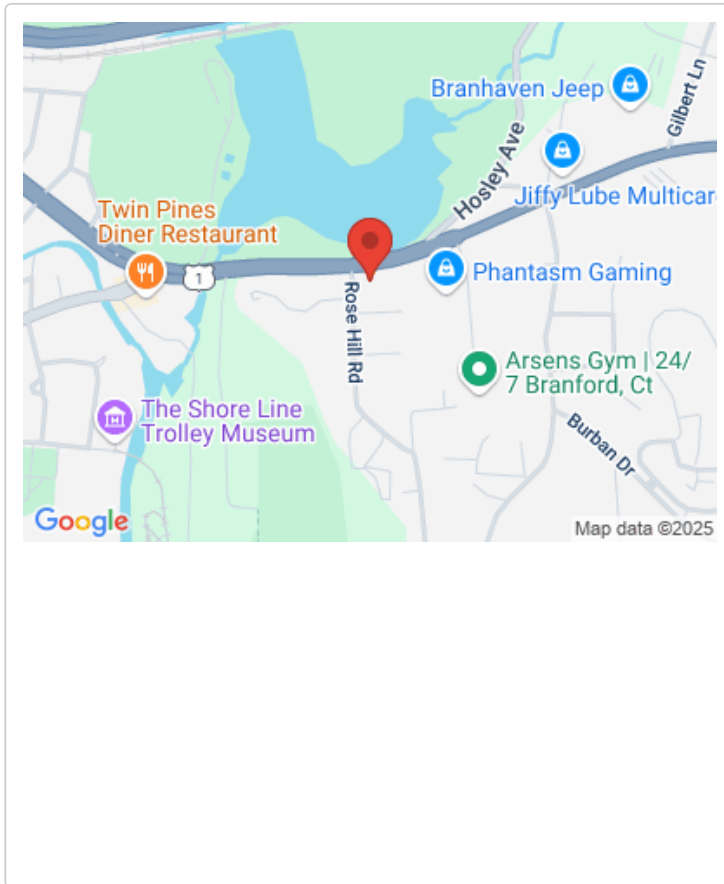 Branhaven Jeep
Gilbert Ln
Hosley Ave
Jiffy Lube Multicar
Twin Pines
Diner Restaurant
1
Phantasm Gaming
Rose Hill Rd
Arsens Gym | 24/
7 Branford, Ct
The Shore Line
Trolley Museum
Burban Dr
Google
Map data ©2025